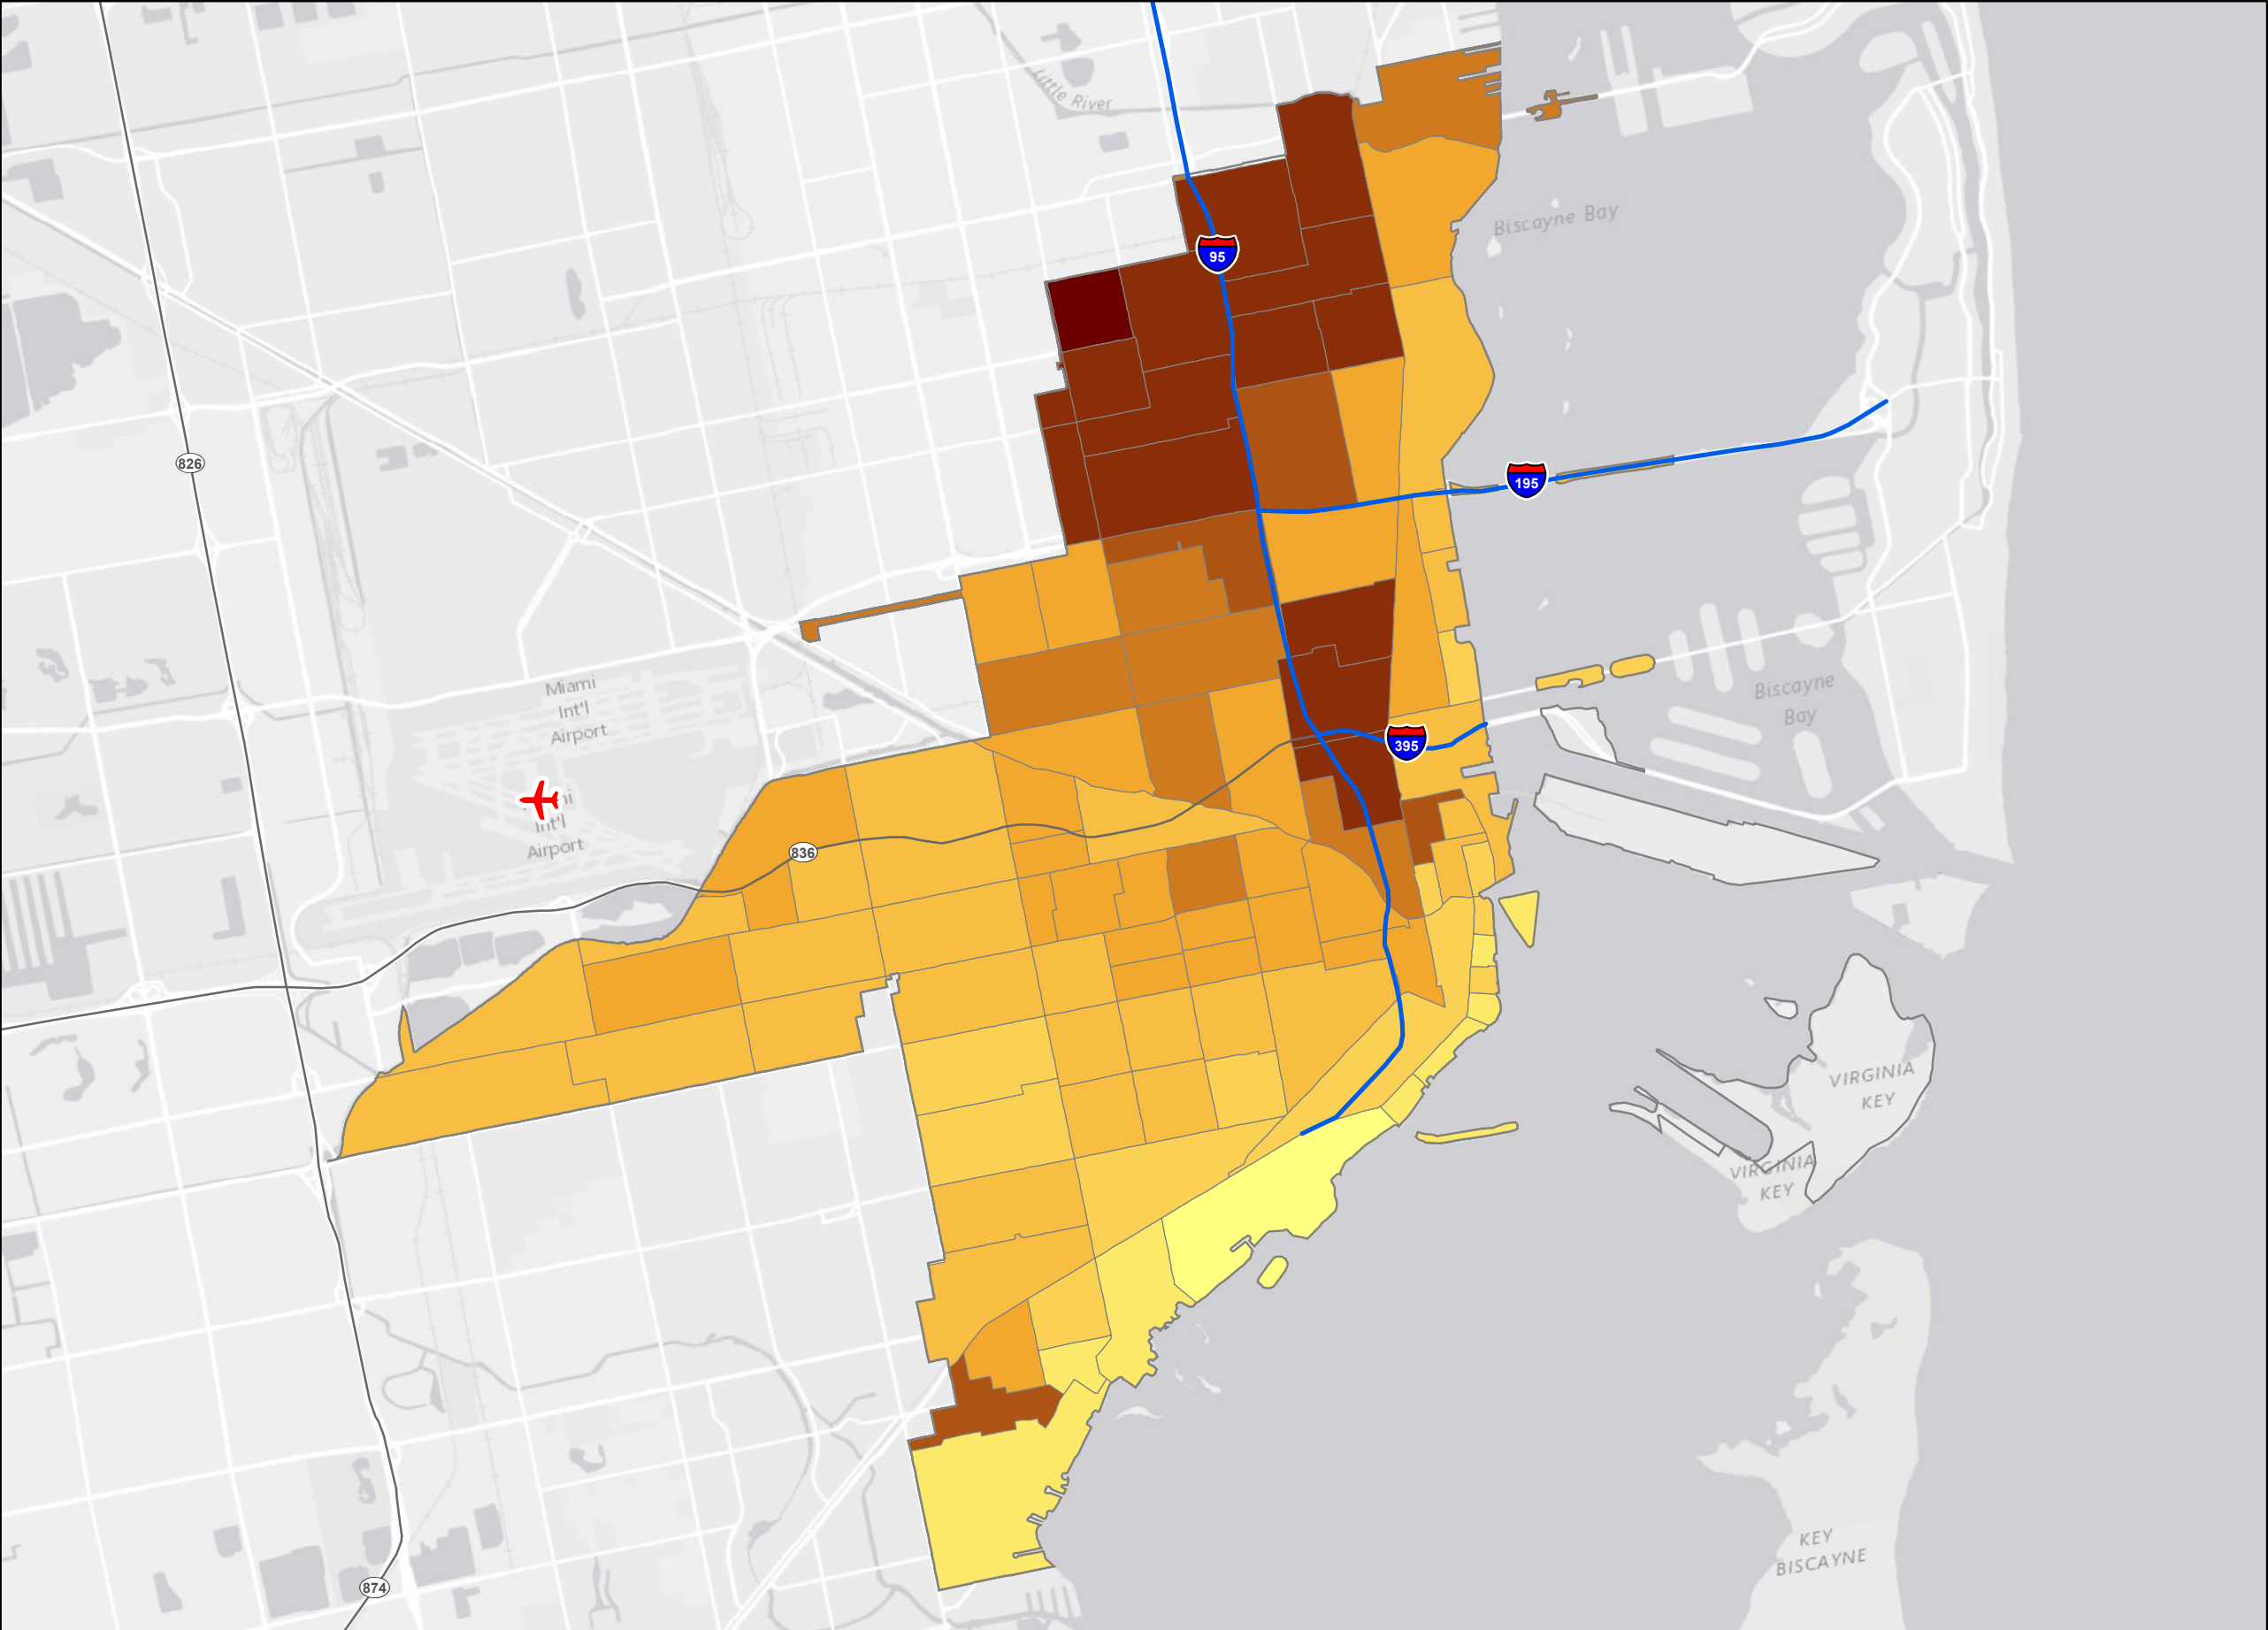 Little River
95
Biscayne Bay
826
195
Miami
Int'l
Airport
Biscayne
Bay
395
Int'l
Airport
836
VIRGINIA
KEY
VIRGINIA
KEY
KEY
BISCAYNE
874